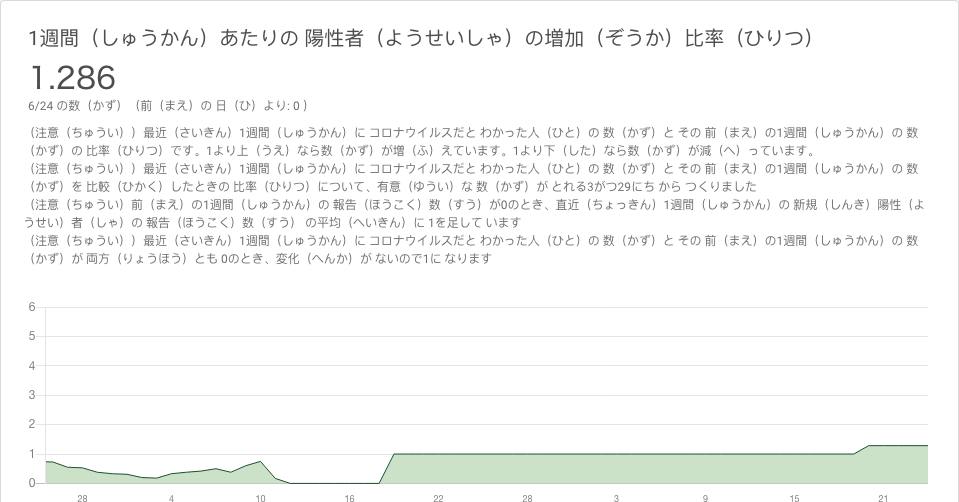 1週間（しゅうかん）あたりの 陽性者（ようせいしゃ）の増加（ぞうか）比率（ひりつ）
1.286
6/24 の数（かず）（前（まえ）の 日（ひ）より: 0 ）
（注意（ちゅうい））最近（さいきん）1週間（しゅうかん）に コロナウイルスだと わかった人（ひと）の 数（かず）と その 前（まえ）の1週間（しゅうかん）の 数
（かず）の 比率（ひりつ）です。1より上（うえ）なら数（かず）が増（ふ）えています。1より下（した）なら数（かず）が減（へ）っています。
（注意（ちゅうい））最近（さいきん）1週間（しゅうかん）に コロナウイルスだと わかった人（ひと）の 数（かず）と その 前（まえ）の1週間（しゅうかん）の 数
（かず）を 比較（ひかく）したときの 比率（ひりつ）について、有意（ゆうい）な 数（かず）が とれる3がつ29にち から つくりました
（注意（ちゅうい）前（まえ）の1週間（しゅうかん）の 報告（ほうこく）数（すう）が0のとき、直近（ちょっきん）1週間（しゅうかん）の 新規（しんき）陽性（よ
うせい）者（しゃ）の 報告（ほうこく）数（すう） の平均（へいきん）に 1を足して います
（注意（ちゅうい））最近（さいきん）1週間（しゅうかん）に コロナウイルスだと わかった人（ひと）の 数（かず）と その 前（まえ）の1週間（しゅうかん）の 数
（かず）が 両方（りょうほう）とも 0のとき、変化（へんか）が ないので1に なります
6
5
4
3
2
1
0
28 4 10 16 22 28 3 9 15 21